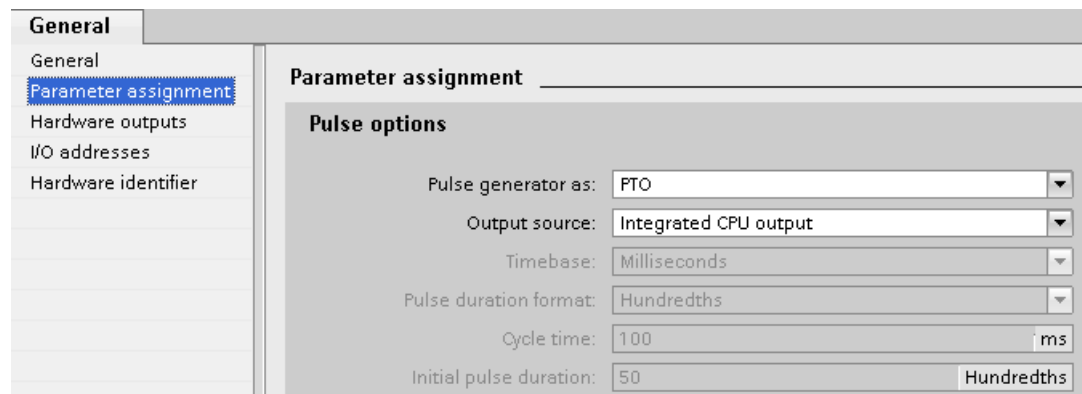 General
General
Parameter assignment
Hardware outputs
I/O addresses
Hardware identifier
Parameter assignment
Pulse options
Pulse generator as: PTO
Output source: Integrated CPU output
Timebase: Milliseconds
Pulse duration format: Hundredths
Cycle time: 100 ms
Initial pulse duration: 50 Hundredths